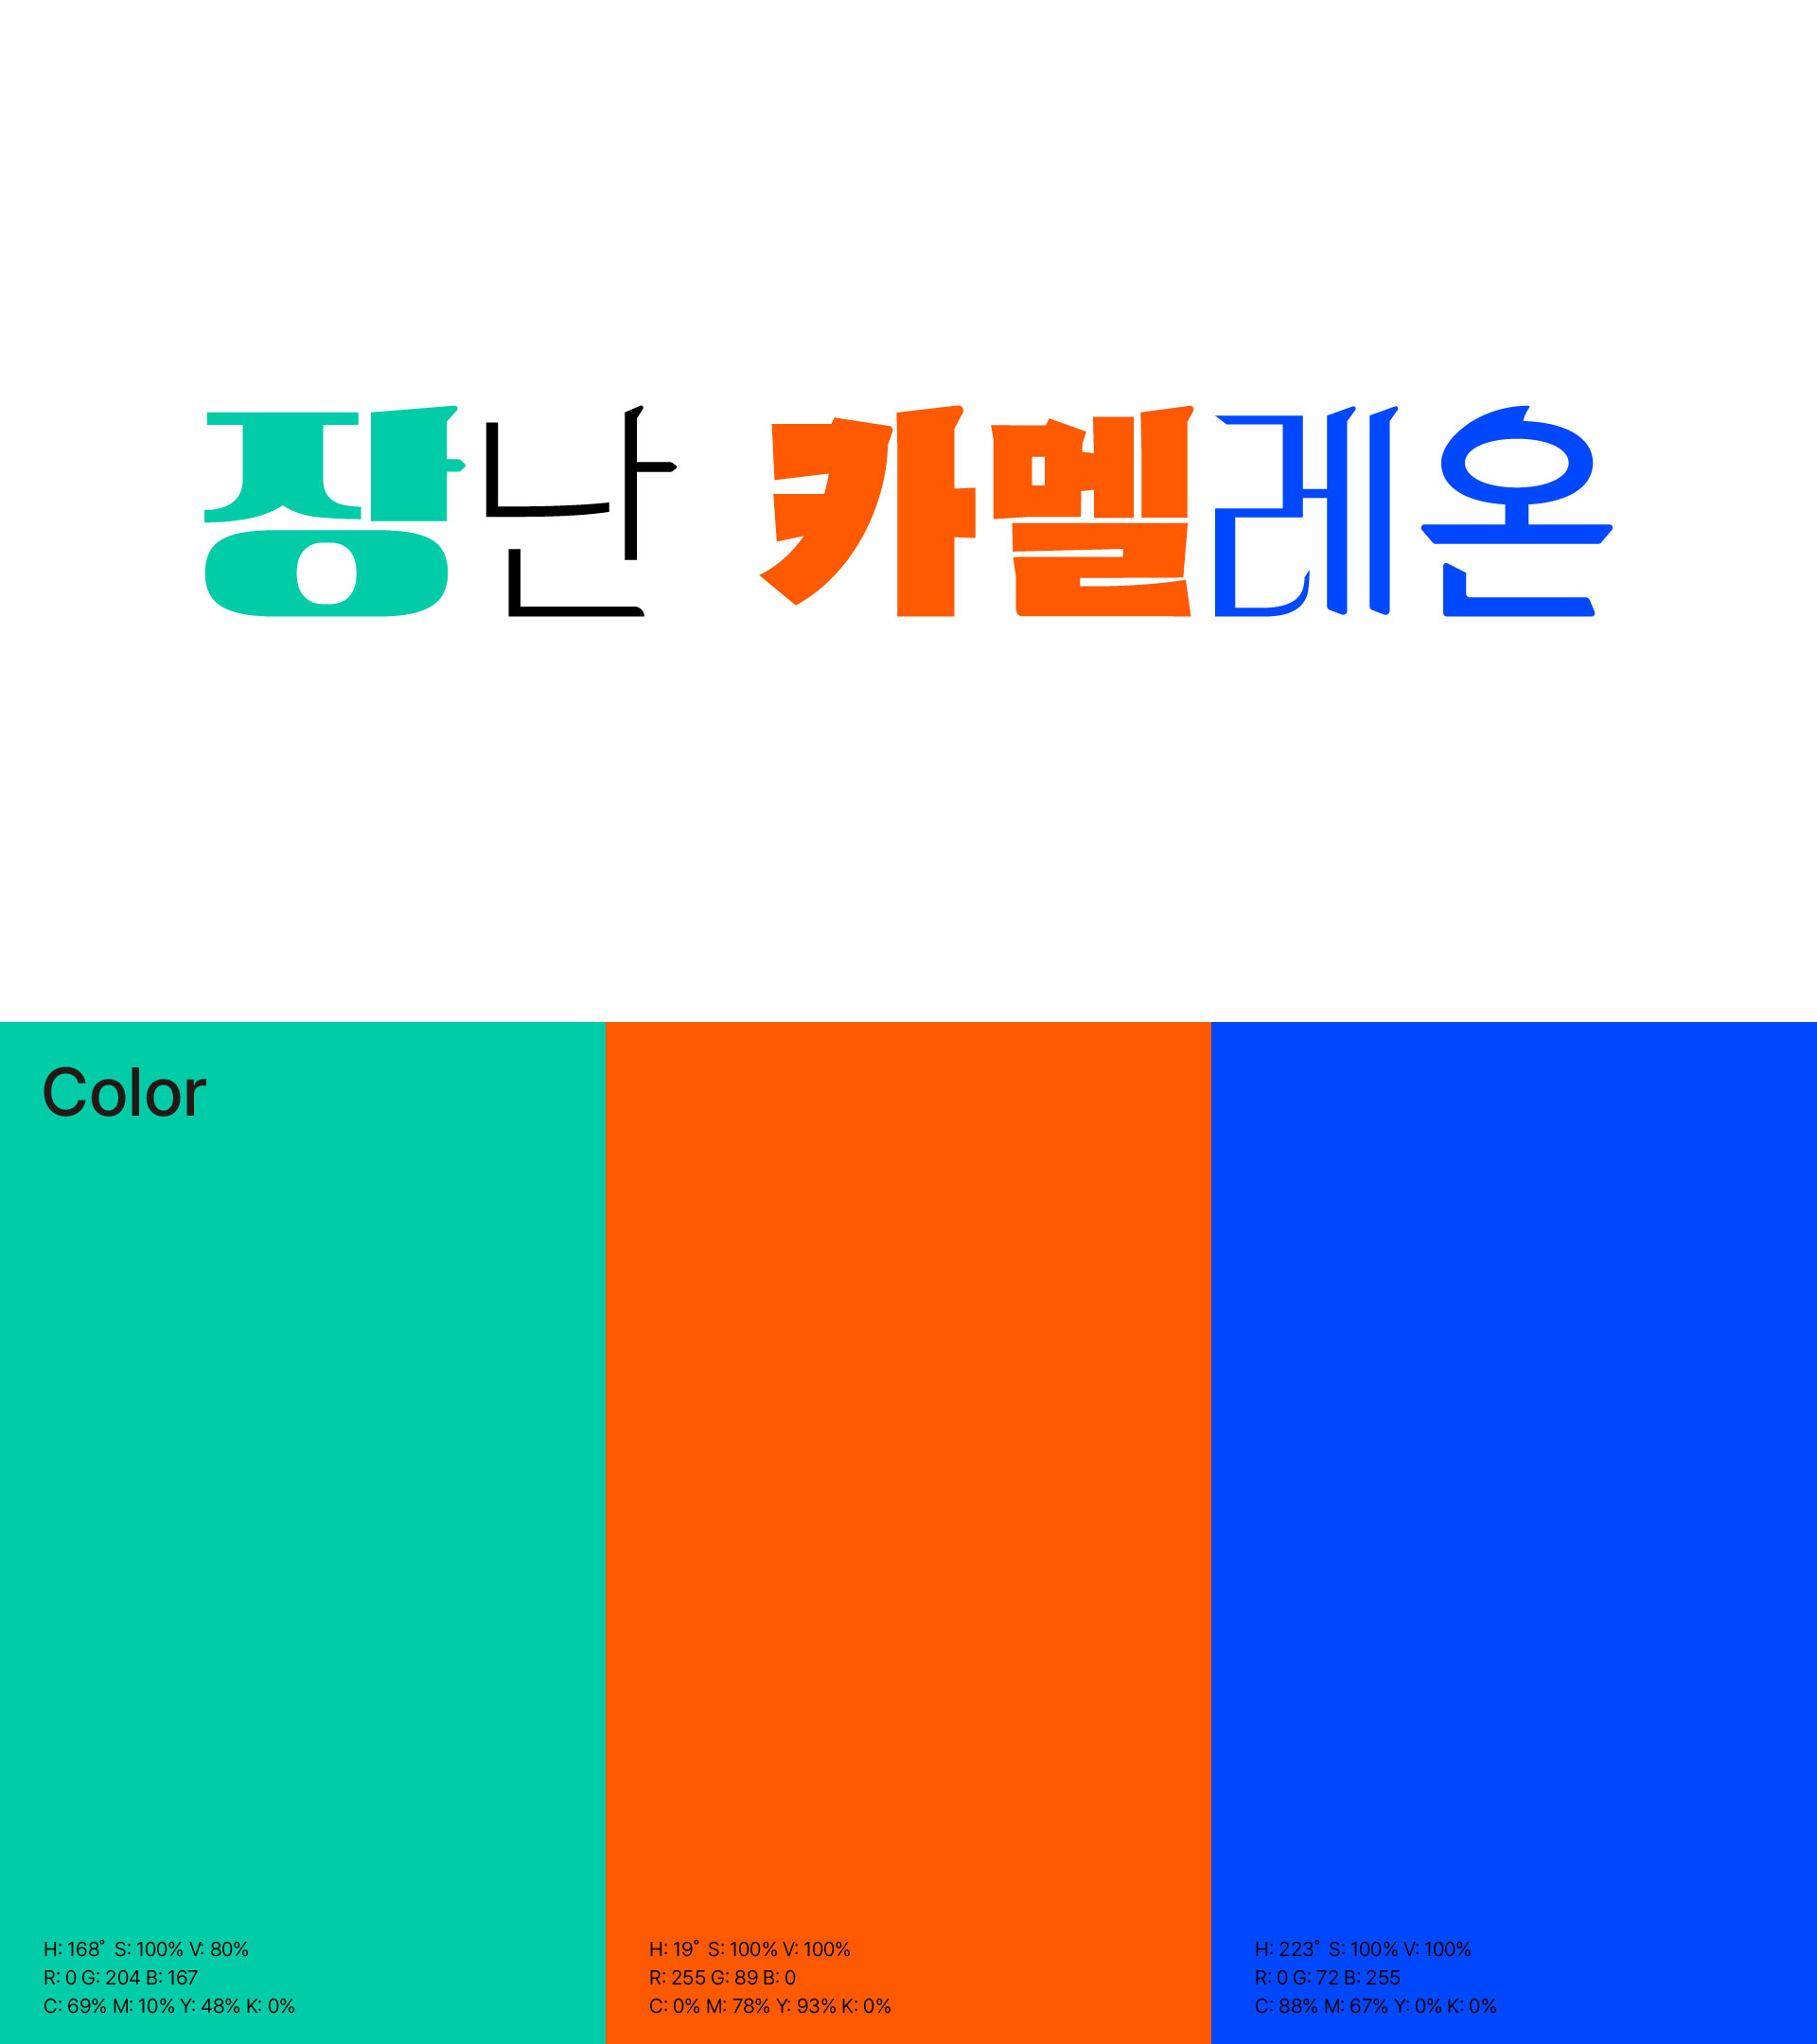 장난 카멜레온
Color
H: 168° S: 100% V: 80%
R: 0 G: 204 B: 167
C: 69% M: 10% Y: 48% K: 0%
H: 19° S: 100% V: 100%
R: 255 G: 89 B: 0
C: 0% M: 78% Y: 93% K: 0%
H: 223° S: 100% V: 100%
R: 0 G: 72 B: 255
C: 88% M: 67% Y: 0% K: 0%